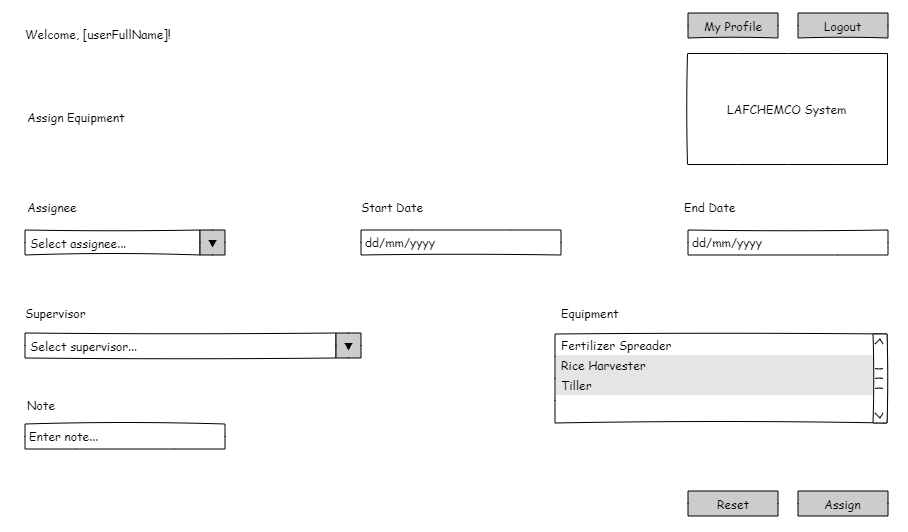 Welcome, [userFullName]!
My Profile
Logout
LAFCHEMCO System
Assign Equipment
Assignee
Start Date
End Date
Select assignee...
dd/mm/yyyy
dd/mm/yyyy
Supervisor
Equipment
Select supervisor...
Fertilizer Spreader
Rice Harvester
Tiller
Note
Enter note...
Reset
Assign